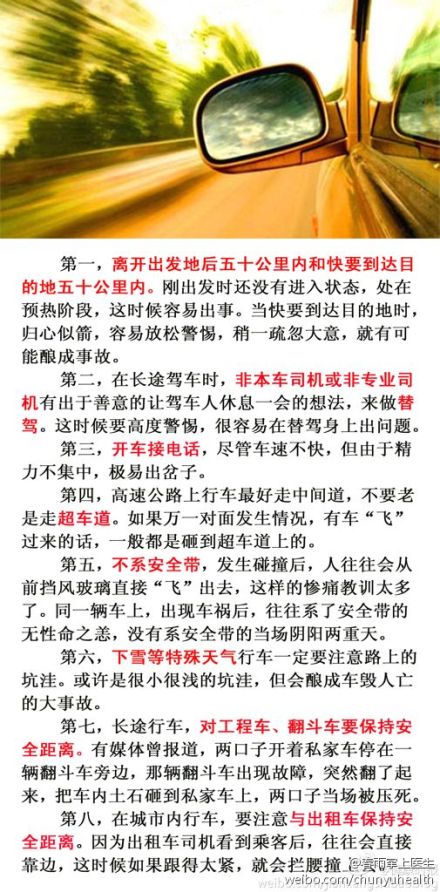 第一，离开出发地后五十公里内和快要到达目
的地五十公里内。刚出发时还没有进入状态，处在
预热阶段，这时候容易出事。当快要到达目的地时，
归心似箭，容易放松警惕，稍一疏忽大意，就有可
能酿成事故。
第二，在长途驾车时，非本车司机或非专业司
机有出于善意的让驾车人休息一会的想法，来做替
驾。这时候要高度警惕，很容易在替驾身上出问题。
第三，开车接电话，尽管车速不快，但由于精
力不集中，极易出岔子。
第四，高速公路上行车最好走中间道，不要老
是走超车道。如果万一对面发生情况，有车“飞”
过来的话，一般都是砸到超车道上的。
第五，不系安全带，发生碰撞后，人往往会从
前挡风玻璃直接“飞”出去，这样的惨痛教训太多
了。同一辆车上，出现车祸后，往往系了安全带的
无性命之恙，没有系安全带的当场阴阳两重天。
第六，下雪等特殊天气行车一定要注意路上的
坑洼。或许是很小很浅的坑洼，但会酿成车毁人亡
的大事故。
第七，长途行车，对工程车、翻斗车要保持安
全距离。有媒体曾报道，两口子开着私家车停在一
辆翻斗车旁边，那辆翻斗车出现故障，突然翻了起
来，把车内土石砸到私家车上，两口子当场被压死。
第八，在城市内行车，要注意与出租车保持安
全距离。因为出租车司机看到乘客后，往往会直接
靠边，这时候如果跟得太紧，就会拦腰撞上去。
@春雨掌上医生
weibo.com/chunyuhealth